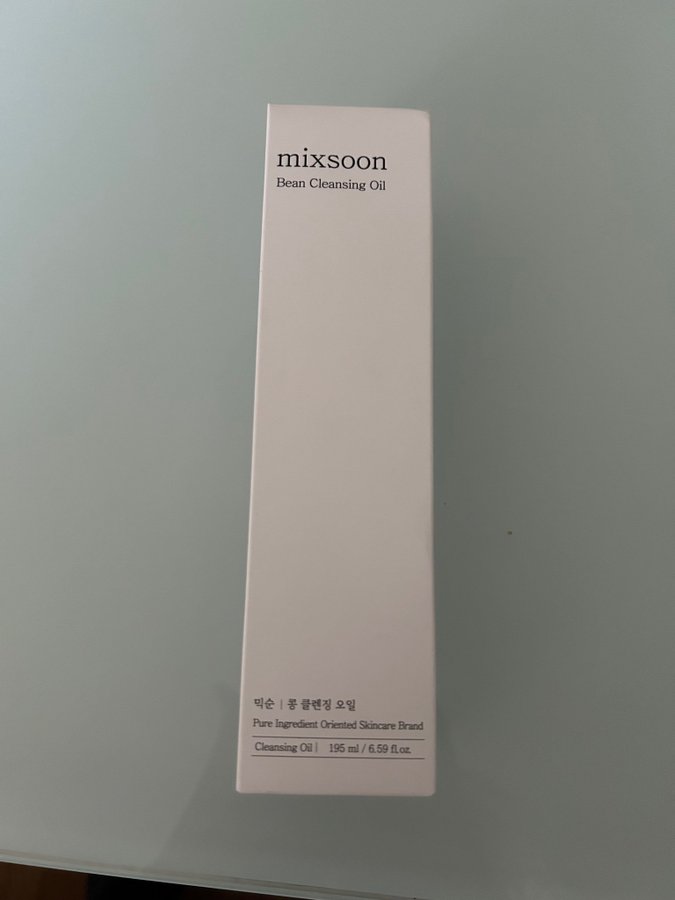 mixsoon
Bean Cleansing Oil
믹순 | 콩 클렌징 오일
Pure Ingredient Oriented Skincare Brand
Cleansing Oil | 195 ml / 6.59 fl.oz.